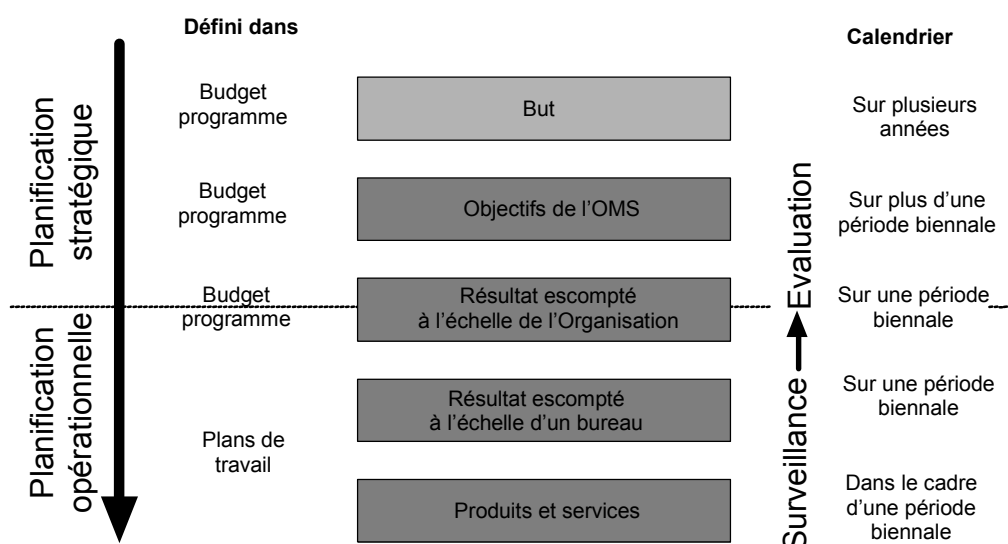 Défini dans
Calendrier
Planification
stratégique
Budget
programme
But
Sur plusieurs
années
Budget
programme
Objectifs de l'OMS
Sur plus d'une
période biennale
Evaluation
Budget
programme
Résultat escompté
à l'échelle de l'Organisation
Sur une période
biennale
Planification
opérationnelle
Plans de
travail
Résultat escompté
à l'échelle d'un bureau
Sur une période
biennale
Surveillance
Produits et services
Dans le cadre
d'une période
biennale